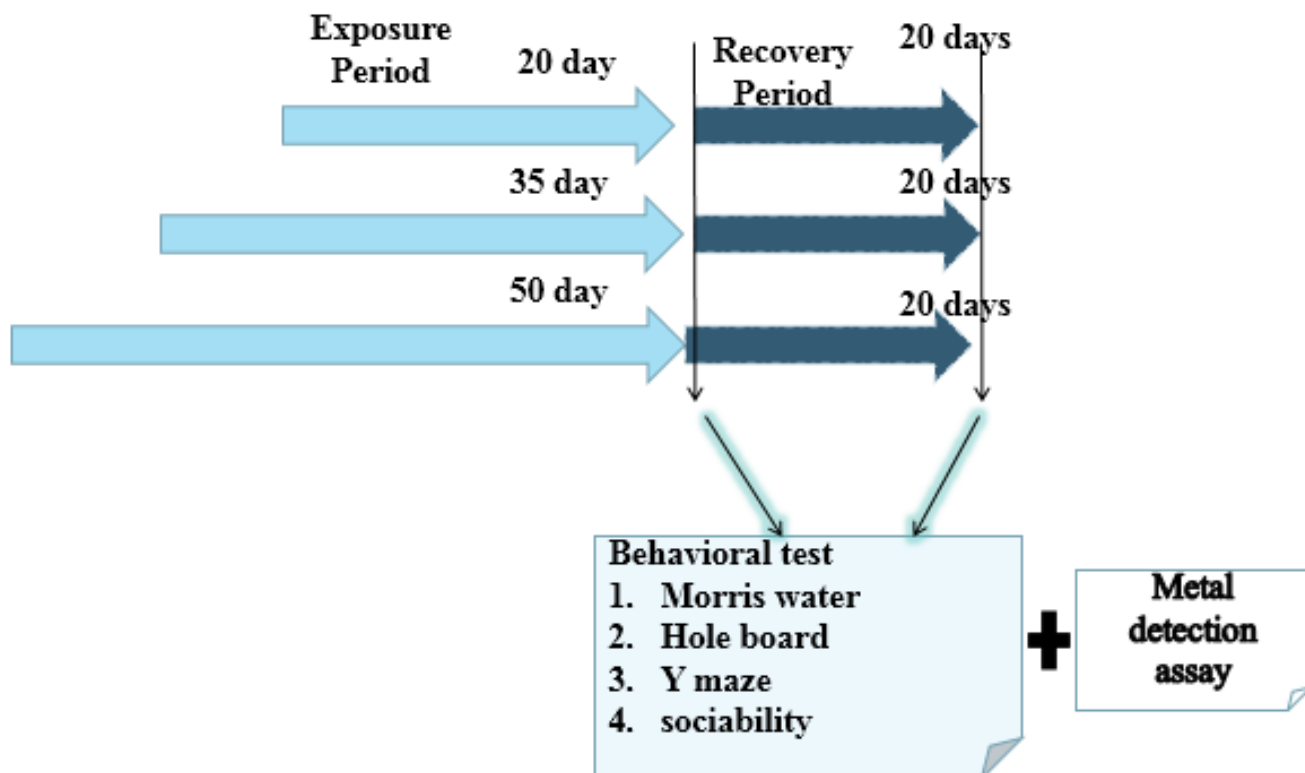 Exposure
Period
20 day
Recovery
Period
20 days
35 day
20 days
50 day
20 days
Behavioral test
1. Morris water
2. Hole board
3. Y maze
4. sociability
Metal
detection
assay